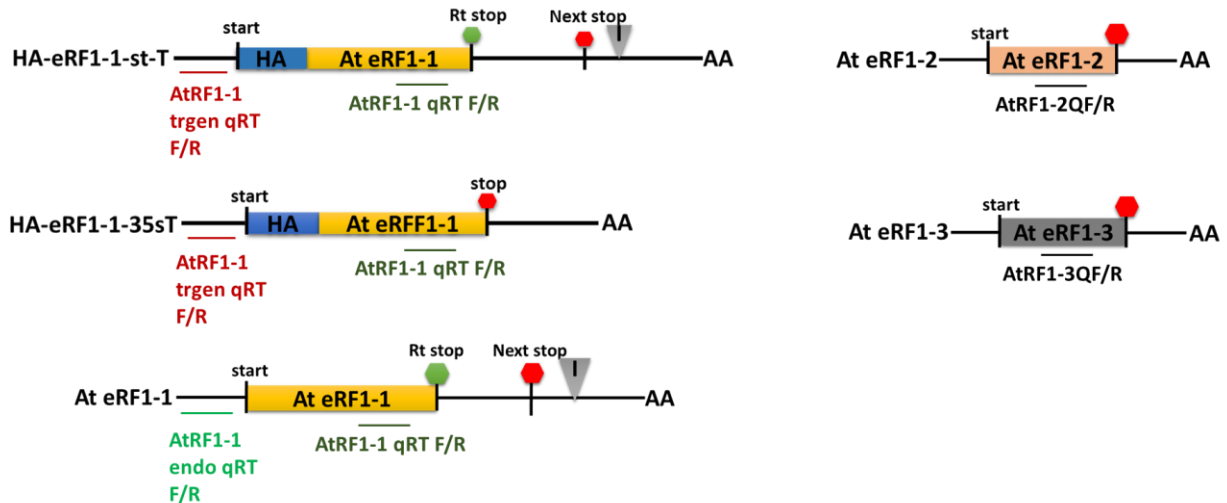 start
Rt stop
Next stop
I
HA-eRF1-1-st-T
HA
At eRF1-1
AA
AtRF1-1
trgen qRT
F/R
AtRF1-1 qRT F/R
start
At eRF1-2
At eRF1-2
AA
AtRF1-2QF/R
start
stop
HA-eRF1-1-35sT
HA
At eRFF1-1
AA
AtRF1-1
trgen qRT
F/R
AtRF1-1 qRT F/R
start
At eRF1-3
At eRF1-3
AA
AtRF1-3QF/R
start
Rt stop
Next stop
I
At eRF1-1
At eRF1-1
AA
AtRF1-1
endo qRT
F/R
AtRF1-1 qRT F/R